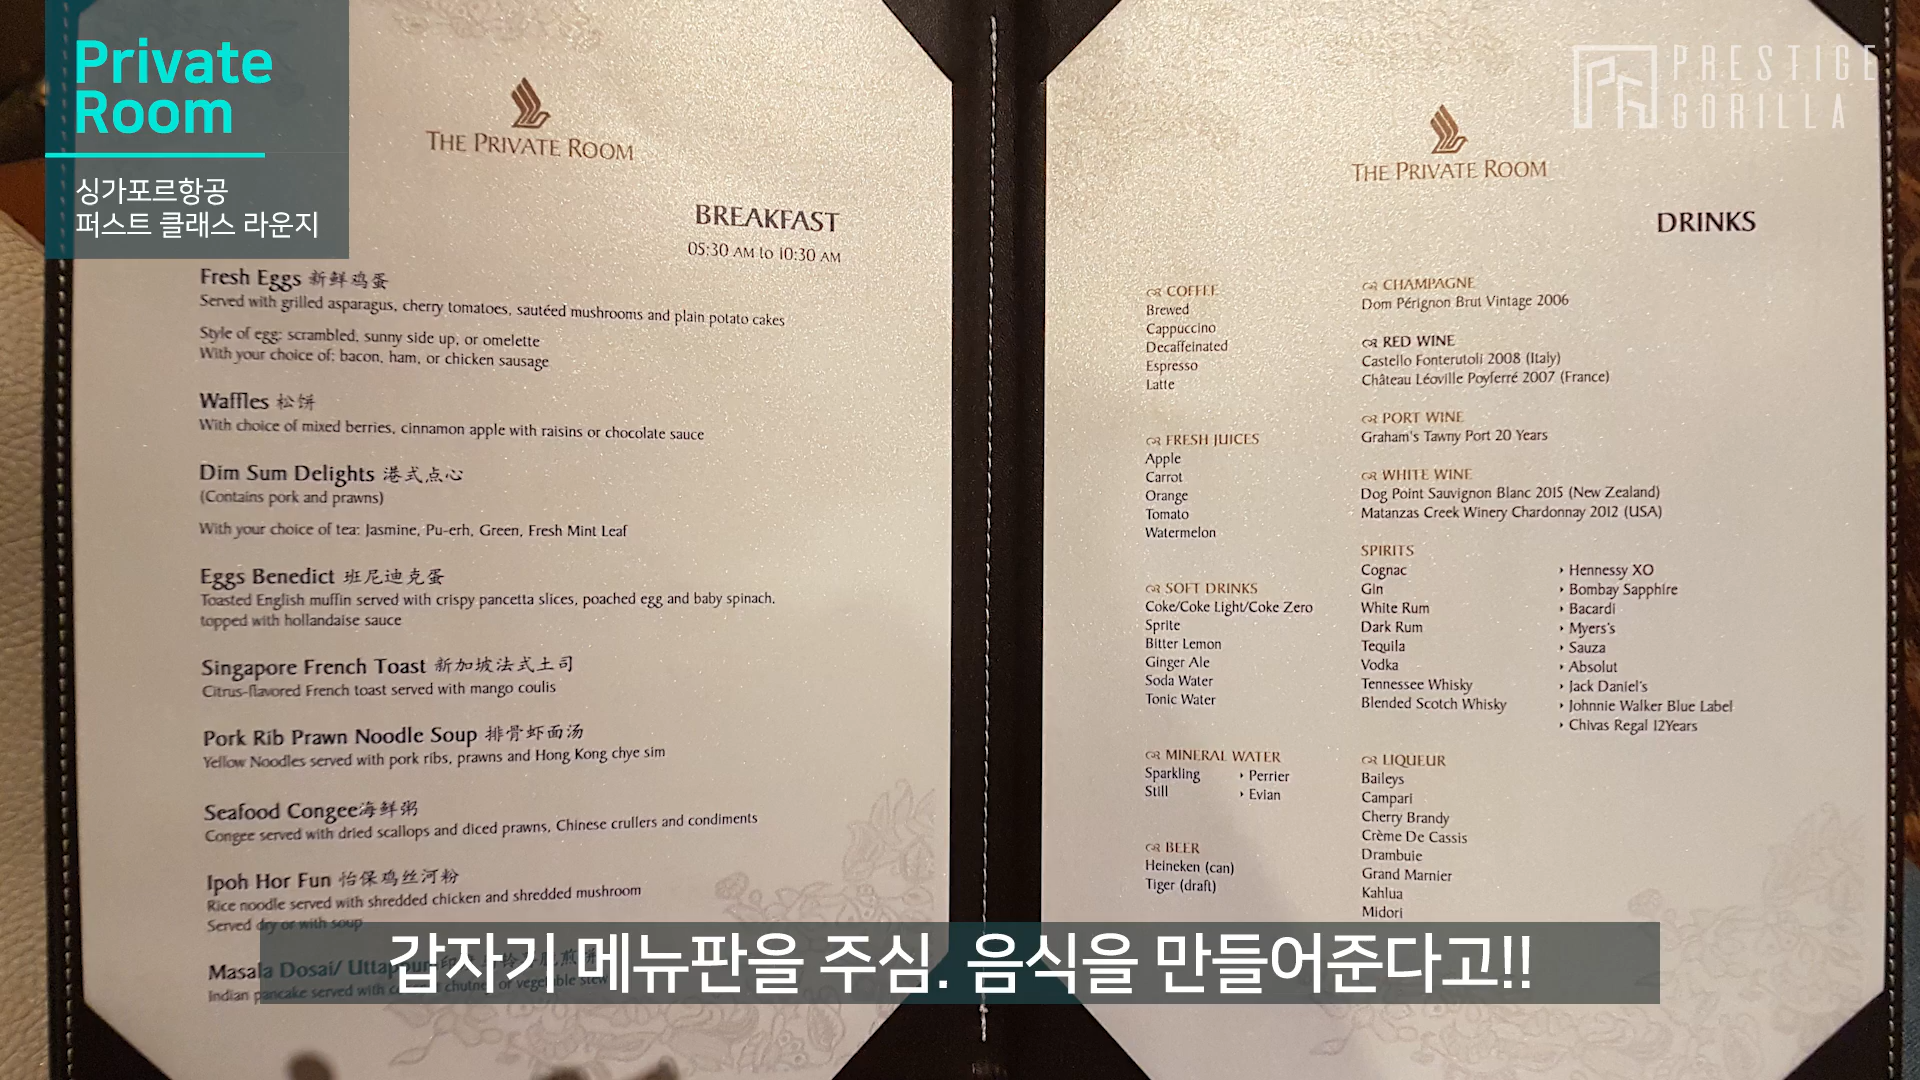 Private
Room
싱가포르항공
퍼스트 클래스 라운지
PRESTIGE
GORILLA
THE PRIVATE ROOM
BREAKFAST
05:30 AM to 10:30 AM
Fresh Eggs 新鲜鸡蛋
Served with grilled asparagus, cherry tomatoes, sautéed mushrooms and plain potato cakes
Style of egg: scrambled, sunny side up, or omelette
With your choice of: bacon, ham, or chicken sausage
Waffles 松饼
With choice of mixed berries, cinnamon apple with raisins or chocolate sauce
Dim Sum Delights 港式点心
(Contains pork and prawns)
With your choice of tea: Jasmine, Pu-erh, Green, Fresh Mint Leaf
Eggs Benedict 班尼迪克蛋
Toasted English muffin served with crispy pancetta slices, poached egg and baby spinach.
topped with hollandaise sauce
Singapore French Toast 新加坡法式土司
Citrus-flavored French toast served with mango coulis
Pork Rib Prawn Noodle Soup 排骨虾面汤
Yellow Noodles served with pork ribs, prawns and Hong Kong chye sim
Seafood Congee海鲜粥
Congee served with dried scallops and diced prawns, Chinese crullers and condiments
Ipoh Hor Fun 怡保鸡丝河粉
Rice noodle served with shredded chicken and shredded mushroom
Served dry or with soup
Masala Dosai/
Indian pancake served with chutney or vegetable stew
THE PRIVATE ROOM
DRINKS
COFFEE
Brewed
Cappuccino
Decaffeinated
Espresso
Latte
FRESH JUICES
Apple
Carrot
Orange
Tomato
Watermelon
SOFT DRINKS
Coke/Coke Light/Coke Zero
Sprite
Bitter Lemon
Ginger Ale
Soda Water
Tonic Water
MINERAL WATER
Sparkling › Perrier
Still › Evian
BEER
Heineken (can)
Tiger (draft)
CHAMPAGNE
Dom Pérignon Brut Vintage 2006
RED WINE
Castello Fonterutoli 2008 (Italy)
Château Léoville Poyferré 2007 (France)
PORT WINE
Graham's Tawny Port 20 Years
WHITE WINE
Dog Point Sauvignon Blanc 2015 (New Zealand)
Matanzas Creek Winery Chardonnay 2012 (USA)
SPIRITS
Cognac › Hennessy XO
Gin › Bombay Sapphire
White Rum › Bacardi
Dark Rum › Myers's
Tequila › Sauza
Vodka › Absolut
Tennessee Whisky › Jack Daniel's
Blended Scotch Whisky › Johnnie Walker Blue Label
› Chivas Regal 12Years
LIQUEUR
Baileys
Campari
Cherry Brandy
Crème De Cassis
Drambuie
Grand Marnier
Kahlua
Midori
갑자기 메뉴판을 주심. 음식을 만들어준다고!!